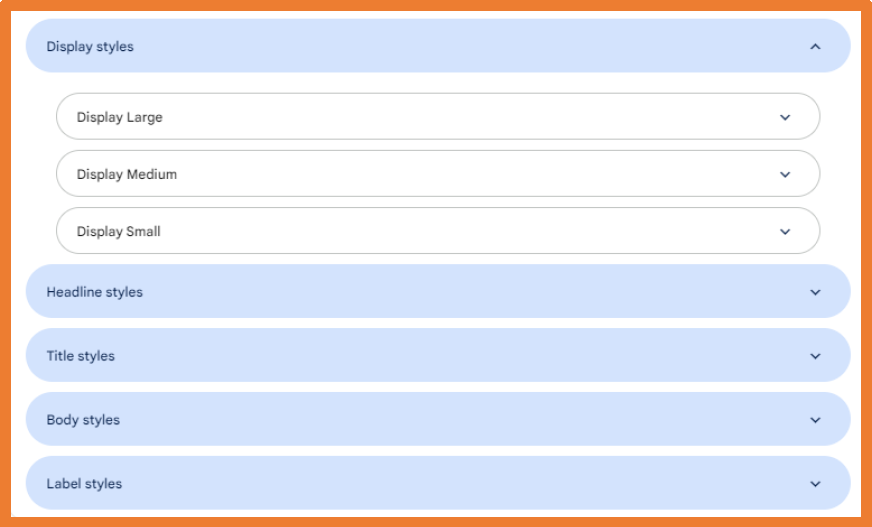 Display styles
Display Large
Display Medium
Display Small
Headline styles
Title styles
Body styles
Label styles